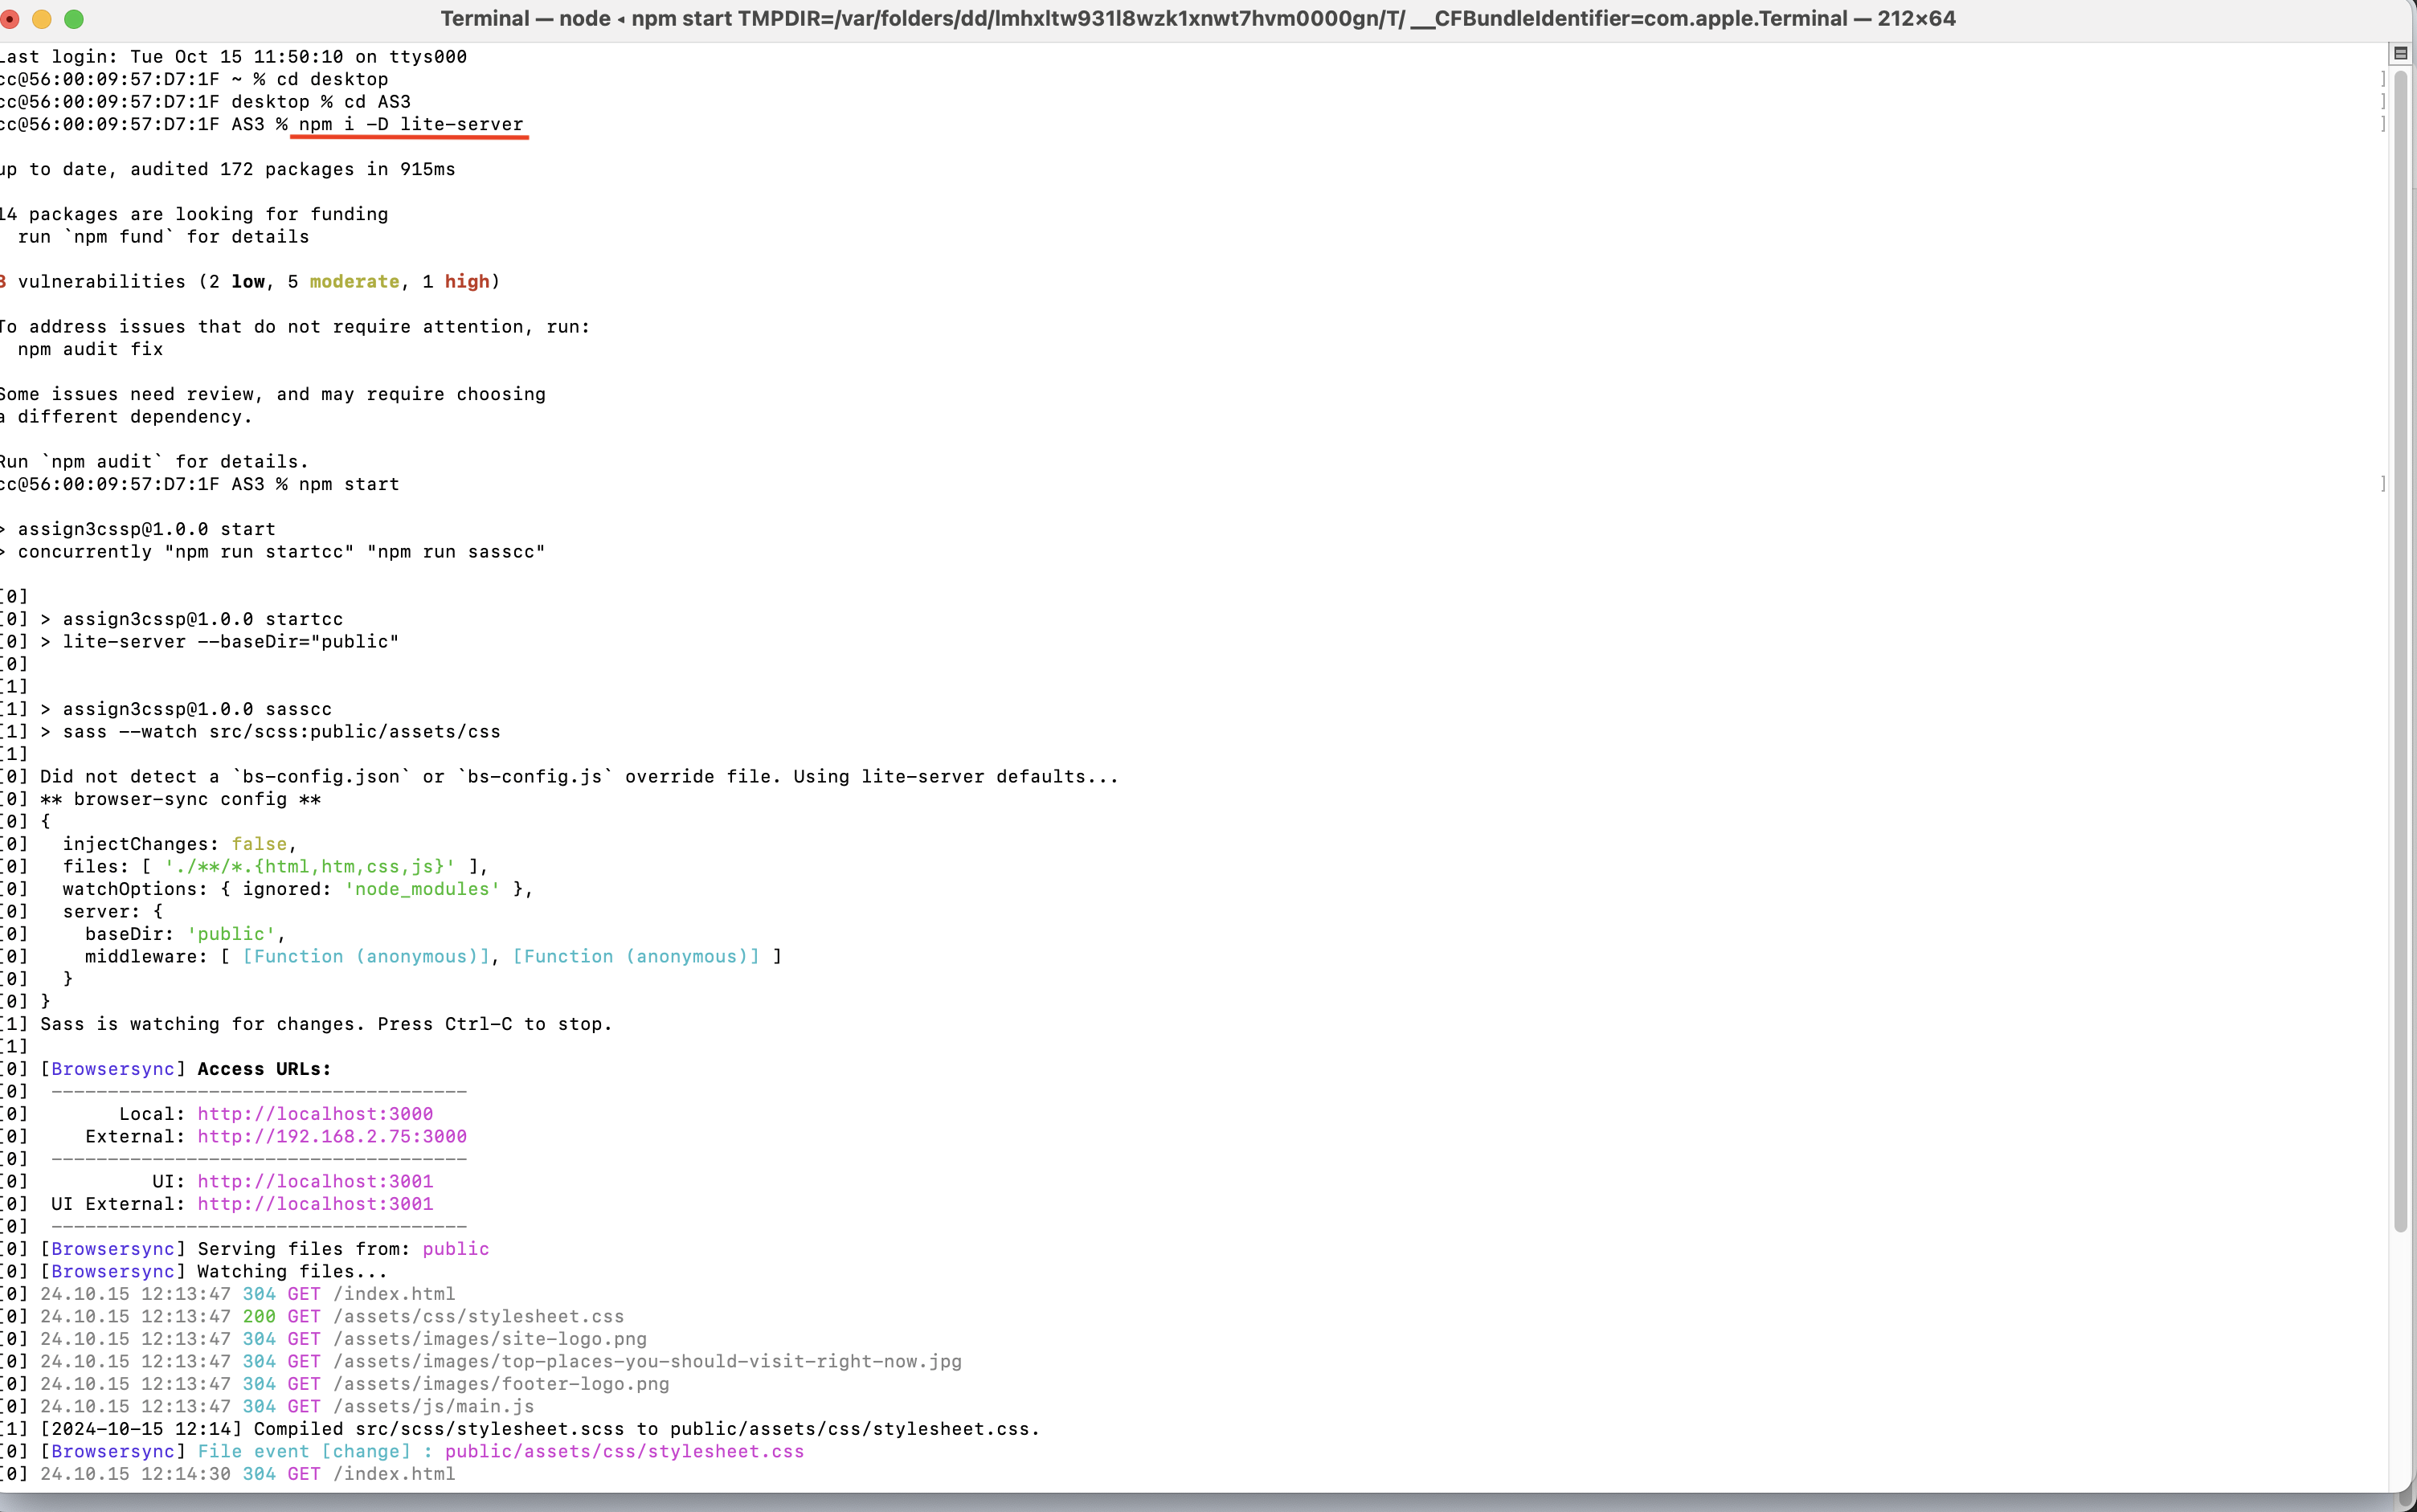 Terminal — node ◂ npm start TMPDIR=/var/folders/dd/lmhxltw931l8wzk1xnwt7hvm0000gn/T/ __CFBundleIdentifier=com.apple.Terminal — 212×64
Last login: Tue Oct 15 11:50:10 on ttys000
cc@56:00:09:57:D7:1F ~ % cd desktop
cc@56:00:09:57:D7:1F desktop % cd AS3
cc@56:00:09:57:D7:1F AS3 % npm i -D lite-server
up to date, audited 172 packages in 915ms
14 packages are looking for funding
run `npm fund` for details
8 vulnerabilities (2 low, 5 moderate, 1 high)
To address issues that do not require attention, run:
npm audit fix
Some issues need review, and may require choosing
a different dependency.
Run `npm audit` for details.
cc@56:00:09:57:D7:1F AS3 % npm start
> assign3cssp@1.0.0 start
> concurrently "npm run startcc" "npm run sasscc"
[0]
[0] > assign3cssp@1.0.0 startcc
[0] > lite-server --baseDir="public"
[0]
[1]
[1] > assign3cssp@1.0.0 sasscc
[1] > sass --watch src/scss:public/assets/css
[1]
[0] Did not detect a `bs-config.json` or `bs-config.js` override file. Using lite-server defaults...
[0] ** browser-sync config **
[0] {
[0]   injectChanges: false,
[0]   files: [ './**/*.{html,htm,css,js}' ],
[0]   watchOptions: { ignored: 'node_modules' },
[0]   server: {
[0]     baseDir: 'public',
[0]     middleware: [ [Function (anonymous)], [Function (anonymous)] ]
[0]   }
[0] }
[1] Sass is watching for changes. Press Ctrl-C to stop.
[1]
[0] [Browsersync] Access URLs:
[0]  -------------------------------------
[0]        Local: http://localhost:3000
[0]     External: http://192.168.2.75:3000
[0]  -------------------------------------
[0]           UI: http://localhost:3001
[0]  UI External: http://localhost:3001
[0]  -------------------------------------
[0] [Browsersync] Serving files from: public
[0] [Browsersync] Watching files...
[0] 24.10.15 12:13:47 304 GET /index.html
[0] 24.10.15 12:13:47 200 GET /assets/css/stylesheet.css
[0] 24.10.15 12:13:47 304 GET /assets/images/site-logo.png
[0] 24.10.15 12:13:47 304 GET /assets/images/top-places-you-should-visit-right-now.jpg
[0] 24.10.15 12:13:47 304 GET /assets/images/footer-logo.png
[0] 24.10.15 12:13:47 304 GET /assets/js/main.js
[1] [2024-10-15 12:14] Compiled src/scss/stylesheet.scss to public/assets/css/stylesheet.css.
[0] [Browsersync] File event [change] : public/assets/css/stylesheet.css
[0] 24.10.15 12:14:30 304 GET /index.html